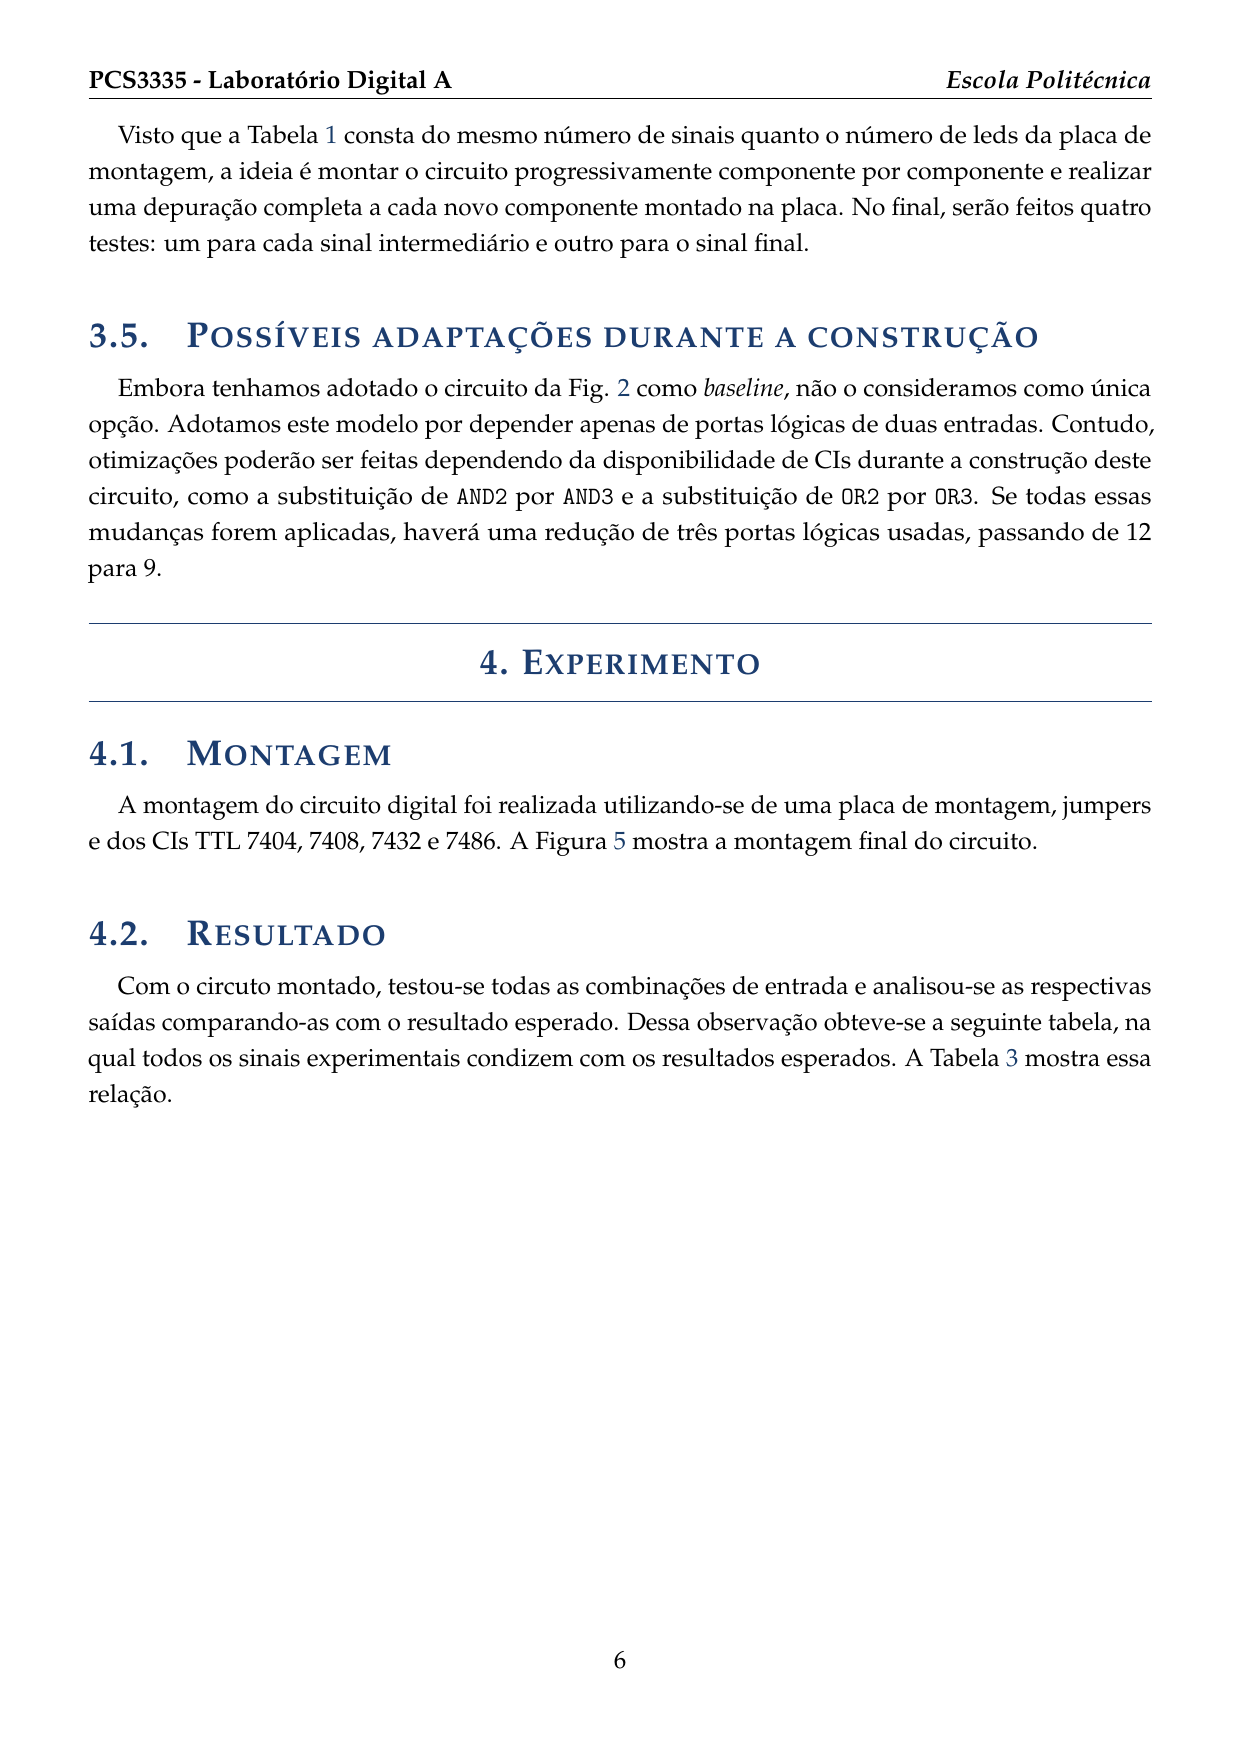 PCS3335 - Laboratório Digital A Escola Politécnica
Visto que a Tabela 1 consta do mesmo número de sinais quanto o número de leds da placa de
montagem, a ideia é montar o circuito progressivamente componente por componente e realizar
uma depuração completa a cada novo componente montado na placa. No final, serão feitos quatro
testes: um para cada sinal intermediário e outro para o sinal final.
3.5. POSSÍVEIS ADAPTAÇÕES DURANTE A CONSTRUÇÃO
Embora tenhamos adotado o circuito da Fig. 2 como baseline, não o consideramos como única
opção. Adotamos este modelo por depender apenas de portas lógicas de duas entradas. Contudo,
otimizações poderão ser feitas dependendo da disponibilidade de CIs durante a construção deste
circuito, como a substituição de AND2 por AND3 e a substituição de OR2 por OR3. Se todas essas
mudanças forem aplicadas, haverá uma redução de três portas lógicas usadas, passando de 12
para 9.
4. EXPERIMENTO
4.1. MONTAGEM
A montagem do circuito digital foi realizada utilizando-se de uma placa de montagem, jumpers
e dos CIs TTL 7404, 7408, 7432 e 7486. A Figura 5 mostra a montagem final do circuito.
4.2. RESULTADO
Com o circuto montado, testou-se todas as combinações de entrada e analisou-se as respectivas
saídas comparando-as com o resultado esperado. Dessa observação obteve-se a seguinte tabela, na
qual todos os sinais experimentais condizem com os resultados esperados. A Tabela 3 mostra essa
relação.
6